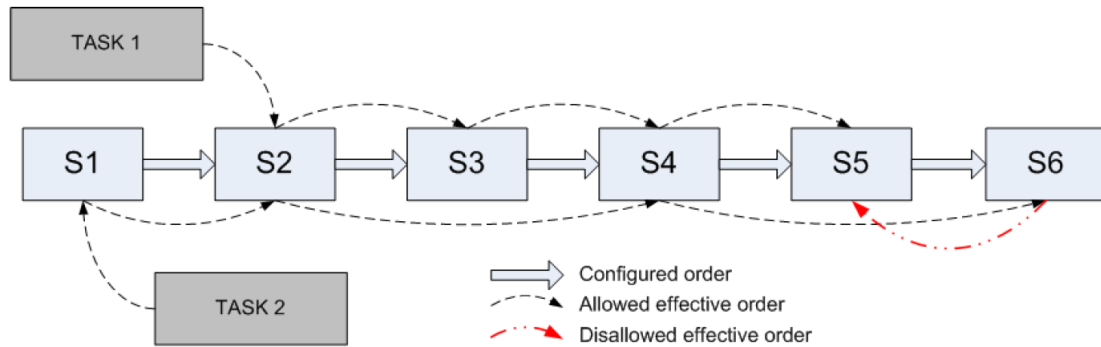 TASK 1
S1
S2
S3
S4
S5
S6
TASK 2
Configured order
Allowed effective order
Disallowed effective order